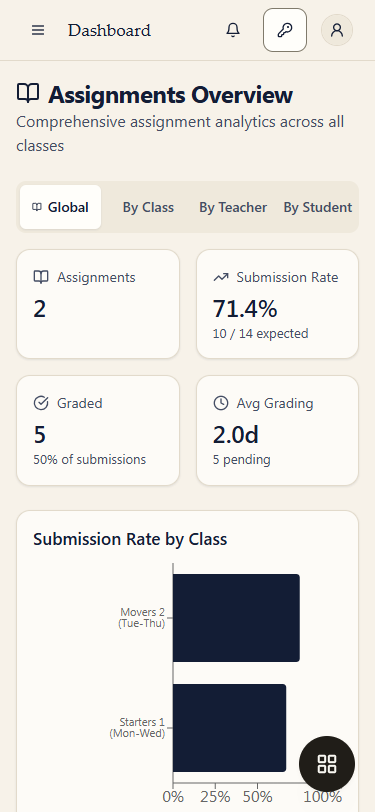 Dashboard
Assignments Overview
Comprehensive assignment analytics across all
classes
Global
By Class
By Teacher
By Student
Assignments
2
Submission Rate
71.4%
10 / 14 expected
Graded
5
50% of submissions
Avg Grading
2.0d
5 pending
Submission Rate by Class
Movers 2
(Tue-Thu)
Starters 1
(Mon-Wed)
0% 25% 50% 100%